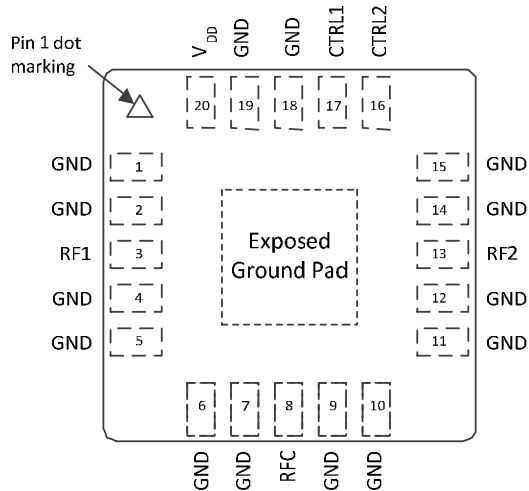 Pin 1 dot
marking
VDD
GND
GND
CTRL1
CTRL2
20
19
18
17
16
GND
1
15
GND
GND
2
14
GND
RF1
3
13
RF2
GND
4
12
GND
GND
5
11
GND
Exposed
Ground Pad
6
7
8
9
10
GND
GND
RFC
GND
GND